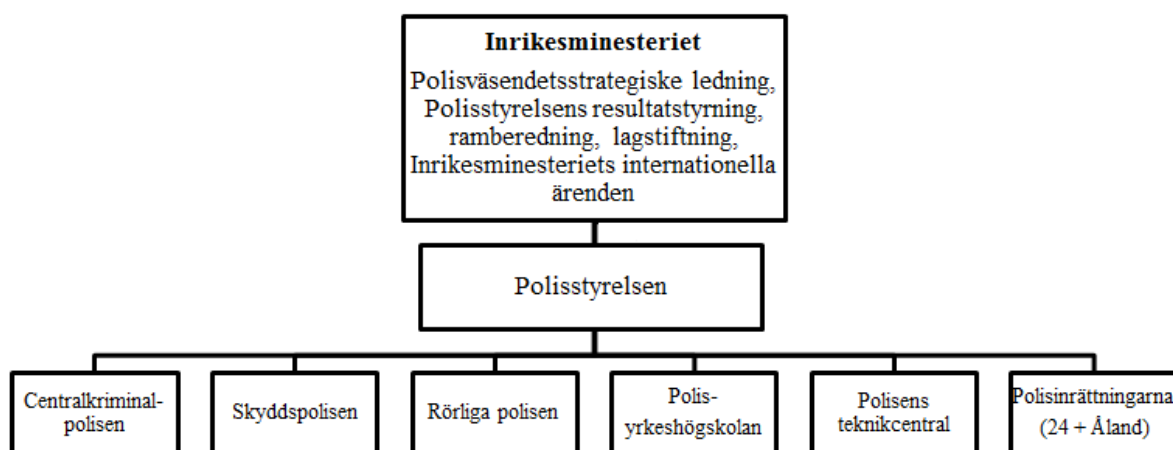 Inrikesminesteriet
Polisväsendetsstrategiske ledning,
Polisstyrelsens resultatstyrning,
ramberedning, lagstiftning,
Inrikesminesteriets internationella
ärenden
Polisstyrelsen
Centralkriminal-
polisen
Skyddspolisen
Rörliga polisen
Polis-
yrkeshögskolan
Polisens
teknikcentral
Polisinrättningarna
(24 + Åland)